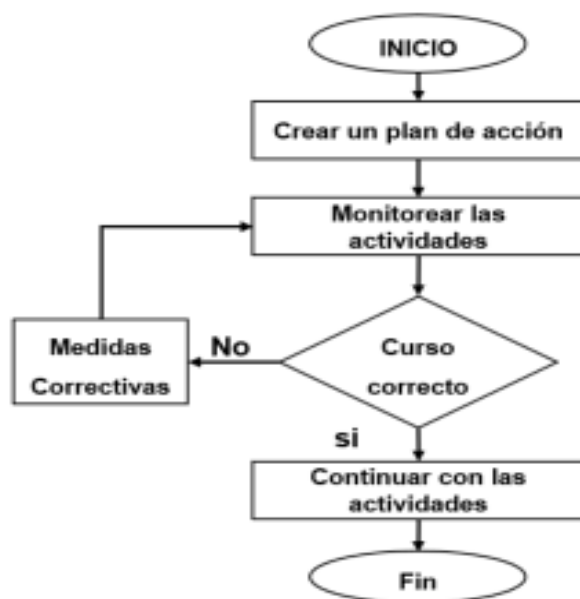 INICIO
Crear un plan de acción
Monitorear las
actividades
Medidas
Correctivas
No
Curso
correcto
si
Continuar con las
actividades
Fin